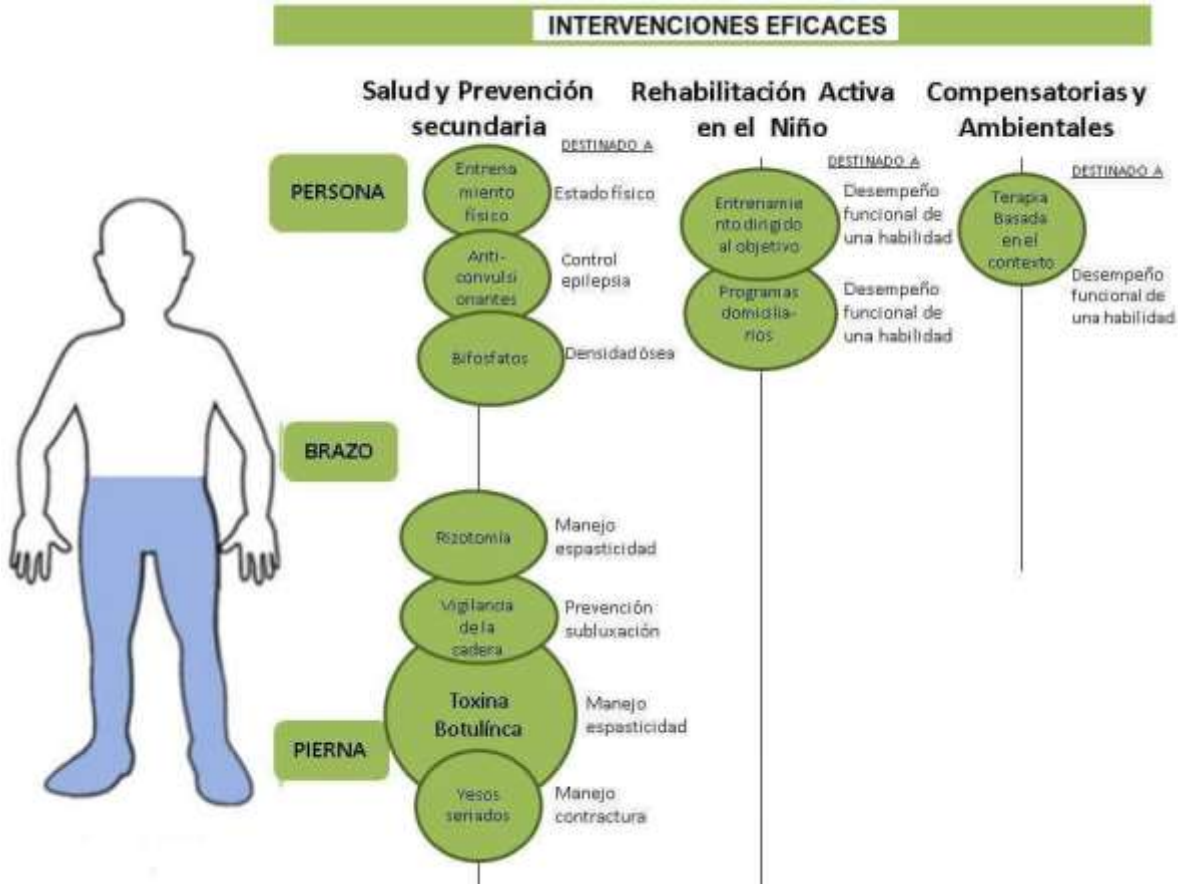 INTERVENCIONES EFICACES
Salud y Prevención
secundaria
Rehabilitación Activa
en el Niño
Compensatorias y
Ambientales
DESTINADO A
DESTINADO A
DESTINADO A
PERSONA
Entrena
miento
físico
Estado físico
Anti-
convulsi
onantes
Control
epilepsia
Bifosfatos
Densidad ósea
Entrenamie
nto dirigido
al objetivo
Desempeño
funcional de
una habilidad
Programas
domicilia-
rios
Desempeño
funcional de
una habilidad
Terapia
Basada
en el
contexto
Desempeño
funcional de
una habilidad
BRAZO
Rizotomía
Manejo
espasticidad
Vigilancia
de la
cadera
Prevención
subluxación
Toxina
Botulínca
Manejo
espasticidad
PIERNA
Yesos
seriados
Manejo
contractura